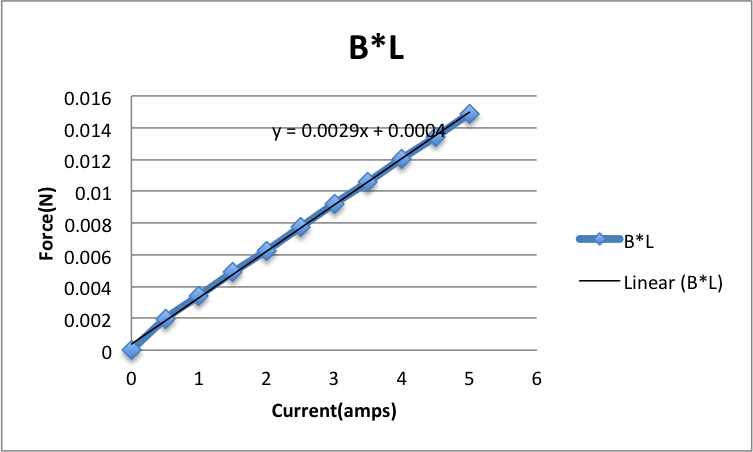 B*L
0.016
0.014
y = 0.0029x + 0.0004
0.012
0.01
0.008
0.006
0.004
0.002
0
Force(N)
0 1 2 3 4 5 6
Current(amps)
B*L
Linear (B*L)